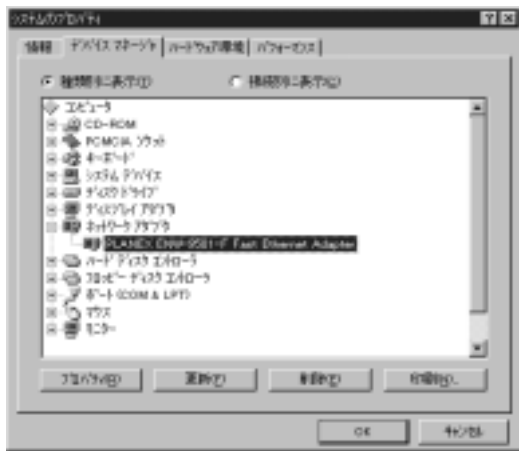 システムのプロパティ
情報 デバイス マネージャ ハードウェア環境 パフォーマンス
種類別に表示(T) 接続別に表示(C)
コンピュータ
CD-ROM
PCMCIA ソケット
キーボード
システム デバイス
ディスク ドライブ
ディスプレイ アダプタ
ネットワーク アダプタ
PLANEX ENW-9501-F Fast Ethernet Adapter
ハード ディスク コントローラ
フロッピー ディスク コントローラ
ポート (COM & LPT)
マウス
モニター
プロパティ(R) 更新(F) 削除(E) 印刷(N)...
OK キャンセル